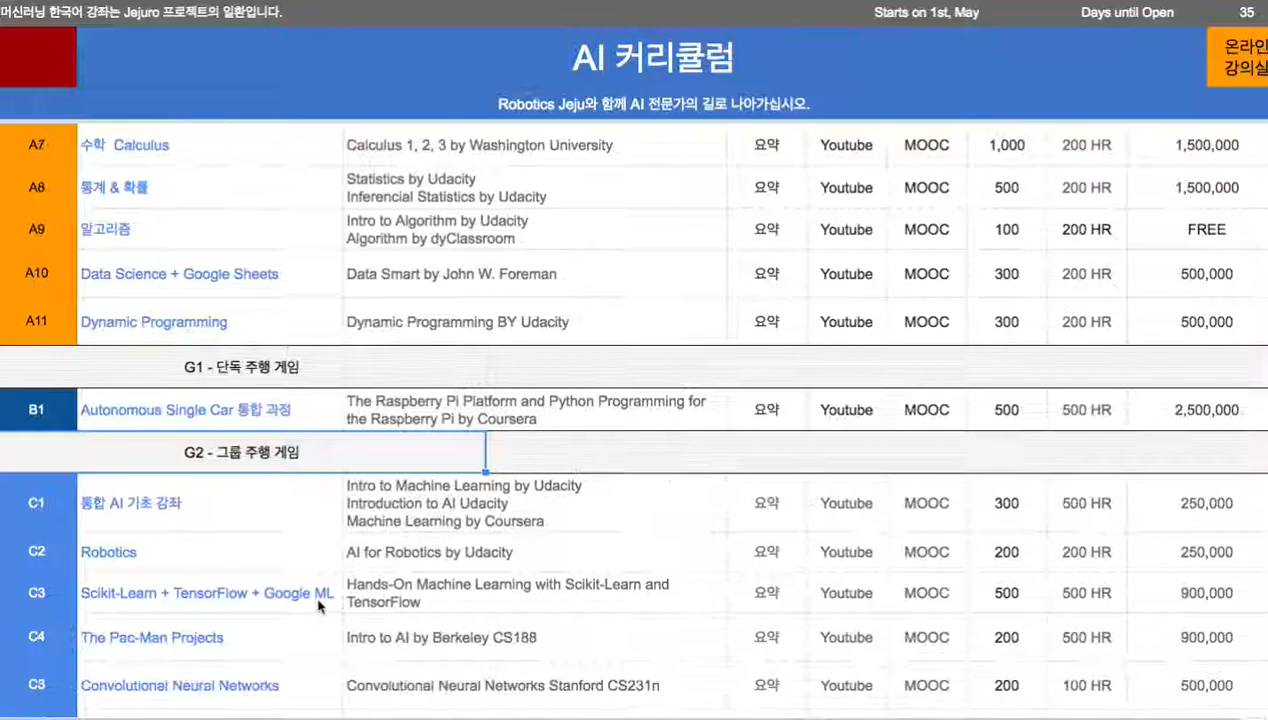 머신러닝 한국어 강좌는 Jejuro 프로젝트의 일환입니다. Starts on 1st, May Days until Open 35
AI 커리큘럼
온라인
강의실
Robotics Jeju와 함께 AI 전문가의 길로 나아가십시오.
A7 수학 Calculus Calculus 1, 2, 3 by Washington University 요약 Youtube MOOC 1,000 200 HR 1,500,000
A8 통계 & 확률 Statistics by Udacity
Inferencial Statistics by Udacity 요약 Youtube MOOC 500 200 HR 1,500,000
A9 알고리즘 Intro to Algorithm by Udacity
Algorithm by dyClassroom 요약 Youtube MOOC 100 200 HR FREE
A10 Data Science + Google Sheets Data Smart by John W. Foreman 요약 Youtube MOOC 300 200 HR 500,000
A11 Dynamic Programming Dynamic Programming BY Udacity 요약 Youtube MOOC 300 200 HR 500,000
G1 - 단독 주행 게임
B1 Autonomous Single Car 통합 과정 The Raspberry Pi Platform and Python Programming for
the Raspberry Pi by Coursera 요약 Youtube MOOC 500 500 HR 2,500,000
G2 - 그룹 주행 게임
C1 통합 AI 기초 강좌 Intro to Machine Learning by Udacity
Introduction to AI Udacity
Machine Learning by Coursera 요약 Youtube MOOC 300 500 HR 250,000
C2 Robotics AI for Robotics by Udacity 요약 Youtube MOOC 200 200 HR 250,000
C3 Scikit-Learn + TensorFlow + Google ML Hands-On Machine Learning with Scikit-Learn and
TensorFlow 요약 Youtube MOOC 500 500 HR 900,000
C4 The Pac-Man Projects Intro to AI by Berkeley CS188 요약 Youtube MOOC 200 500 HR 900,000
C3 Convolutional Neural Networks Convolutional Neural Networks Stanford CS231n 요약 Youtube MOOC 200 100 HR 500,000